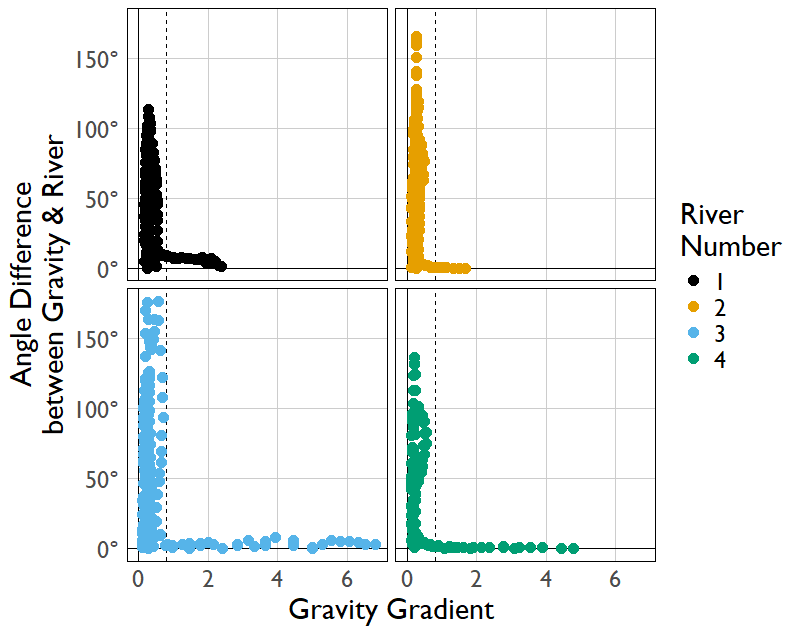 150°
100°
50°
0°
150°
100°
50°
0°
0 2 4 6 0 2 4 6
Gravity Gradient
Angle Difference
between Gravity & River
River
Number
1
2
3
4